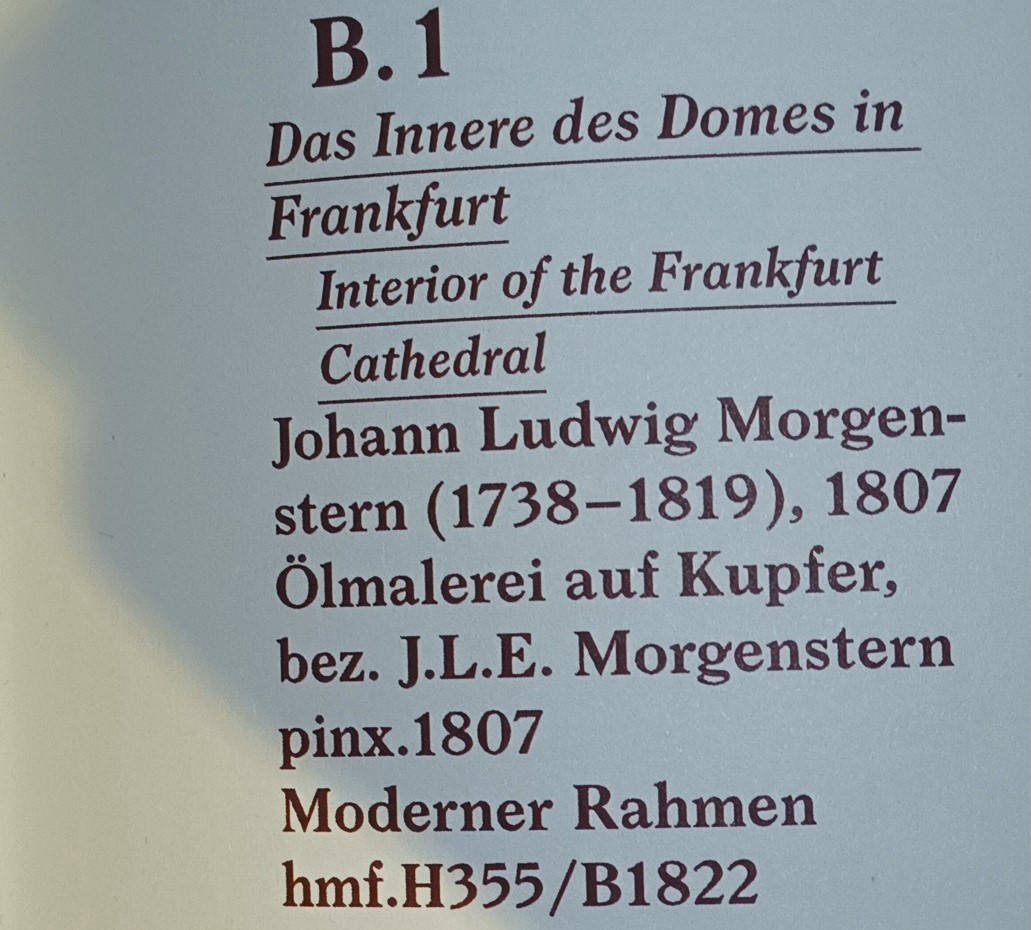 B. 1
Das Innere des Domes in
Frankfurt
Interior of the Frankfurt
Cathedral
Johann Ludwig Morgen-
stern (1738–1819), 1807
Ölmalerei auf Kupfer,
bez. J.L.E. Morgenstern
pinx.1807
Moderner Rahmen
hmf.H355/B1822